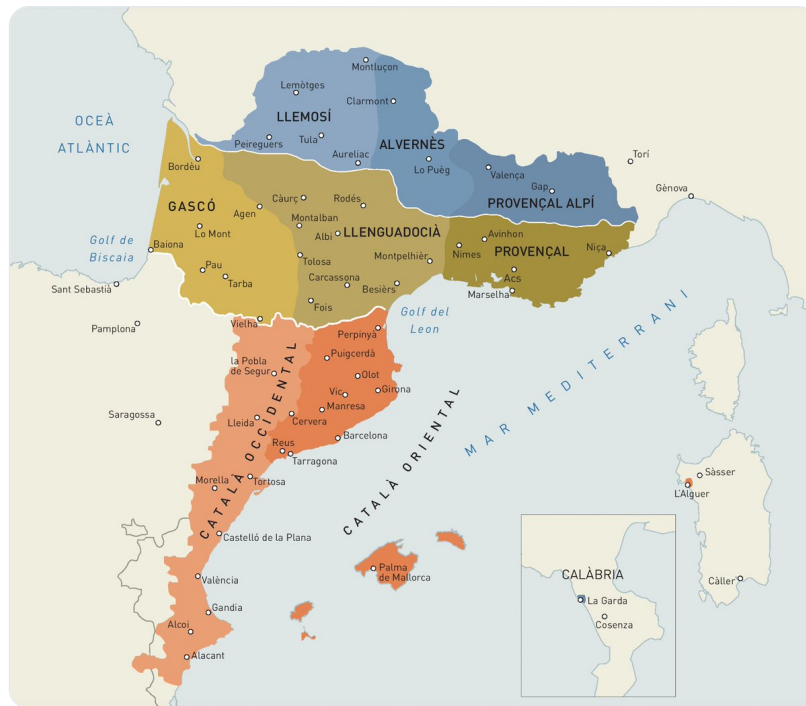 Montluçon
Lemòtges
Clarmont
LLEMOSÍ
OCEÀ
ATLÀNTIC
Peireguers
Tula
ALVERNÈS
Aureliac
Lo Puèg
Torí
Bordèu
Valença
Gap
PROVENÇAL ALPÍ
Gènova
GASCÓ
Agen
Càurç
Rodés
Montalban
LLENGUADOCIÀ
Lo Mont
Albi
Avinhon
PROVENÇAL
Golf de
Biscaia
Baiona
Tolosa
Montpelhièr
Nimes
Niça
Pau
Tarba
Carcassona
Besièrs
Acs
Marselha
Sant Sebastià
Fois
Golf del
Leon
Pamplona
Vielha
Perpinyà
Puigcerdà
la Pobla
de Segur
Olot
Vic
Girona
Manresa
Saragossa
Lleida
Cervera
Barcelona
Reus
Tarragona
CATALÀ OCCIDENTAL
CATALÀ ORIENTAL
MAR MEDITERRANI
Morella
Tortosa
Sàsser
L'Alguer
Castelló de la Plana
Palma
de Mallorca
CALÀBRIA
València
Càller
La Garda
Gandia
Cosenza
Alcoi
Alacant